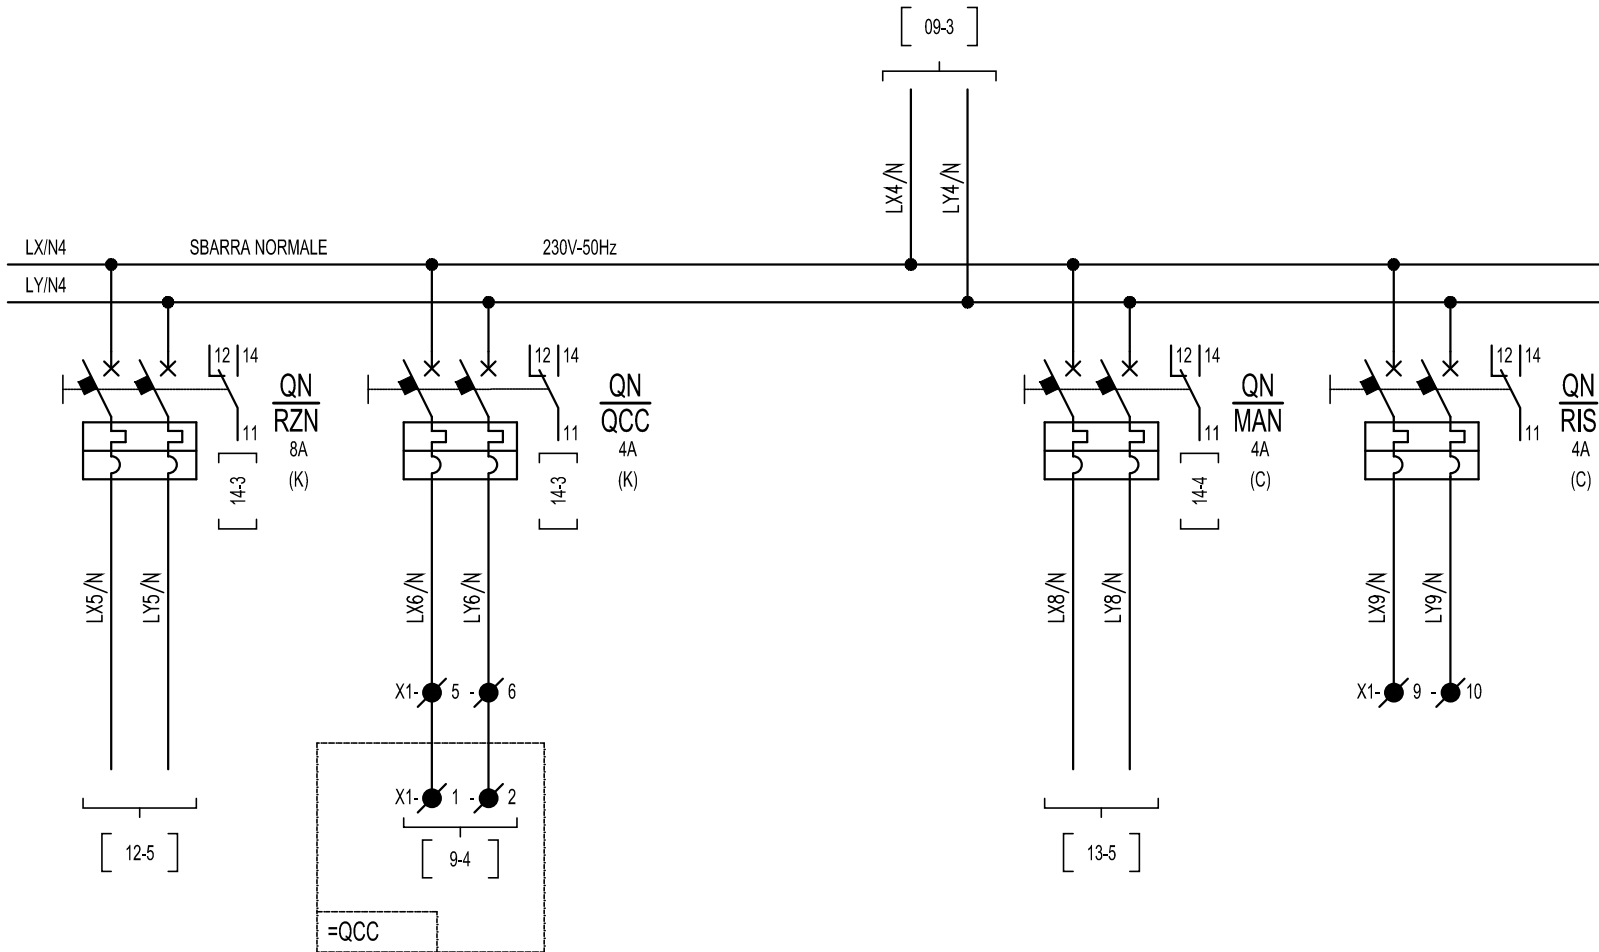 09-3
LX4/N
LY4/N
LX/N4
SBARRA NORMALE
230V-50Hz
LY/N4
12 14
11
QN
RZN
8A
(K)
14-3
12 14
11
QN
QCC
4A
(K)
14-3
12 14
11
QN
MAN
4A
(C)
14-4
12 14
11
QN
RIS
4A
(C)
LX5/N
LY5/N
LX6/N
LY6/N
LX8/N
LY8/N
LX9/N
LY9/N
X1- 5 - 6
X1- 9 - 10
X1- 1 - 2
12-5
9-4
13-5
=QCC